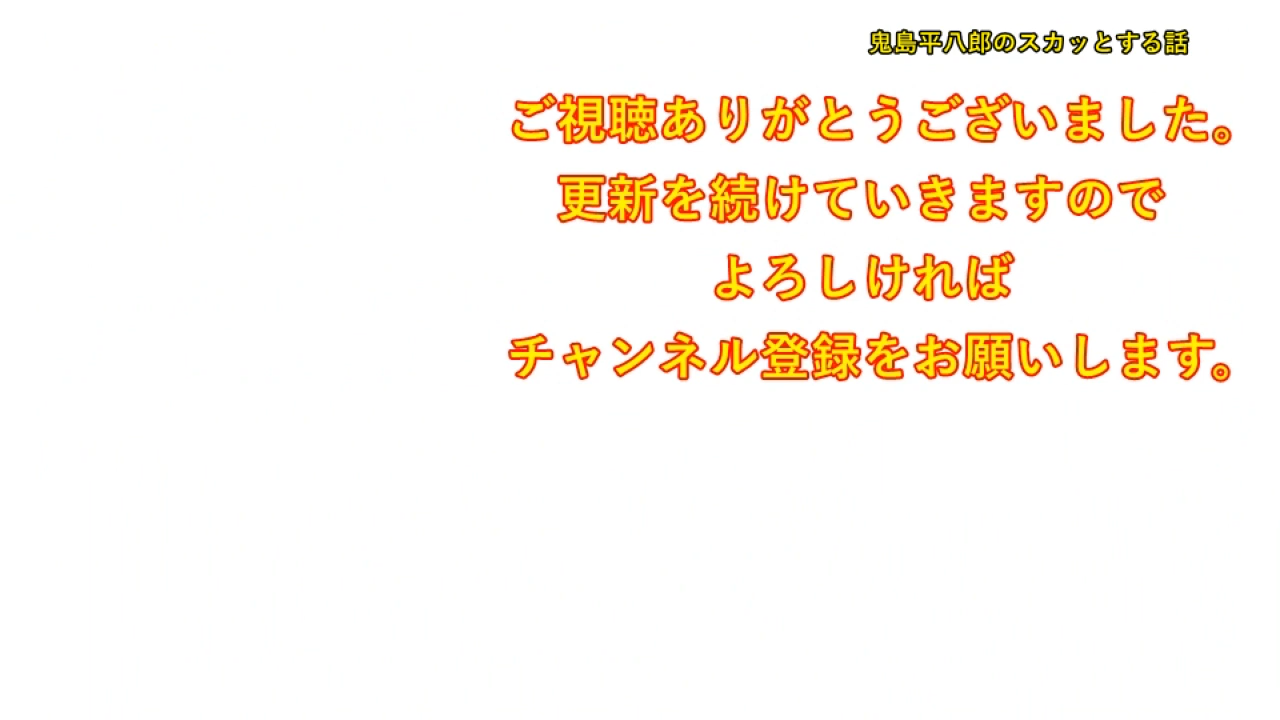 鬼島平八郎のスカッとする話
ご視聴ありがとうございました。
更新を続けていきますので
よろしければ
チャンネル登録をお願いします。